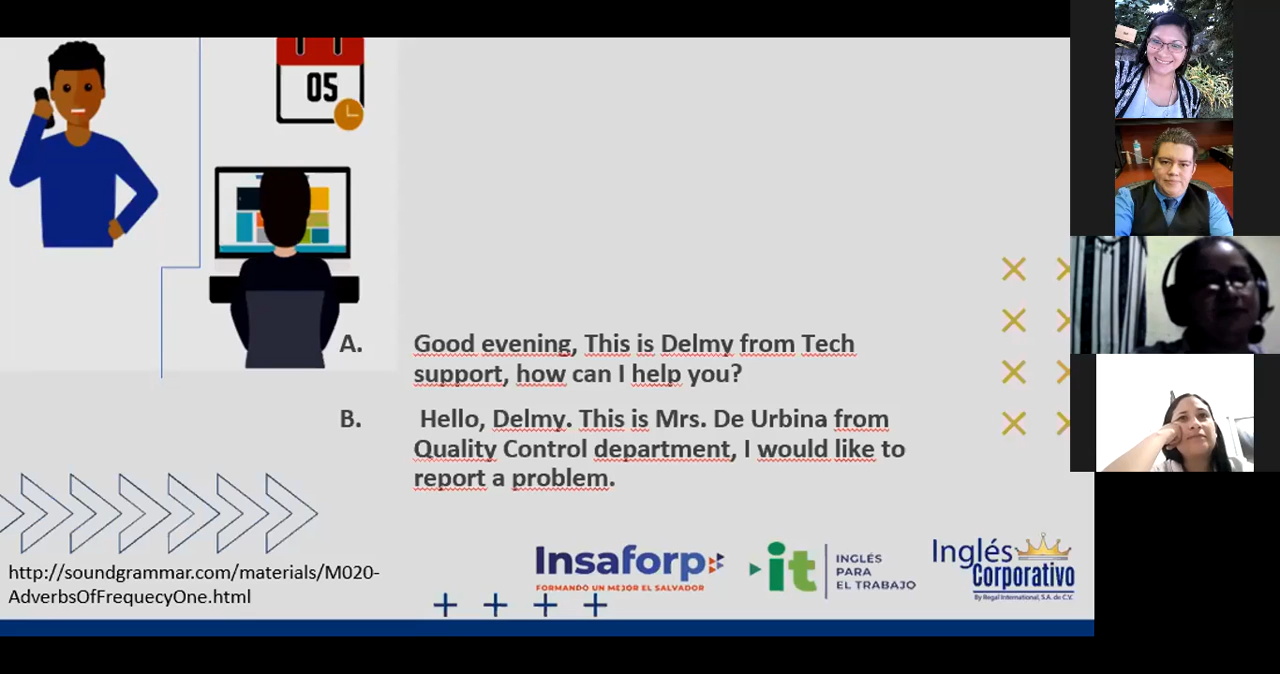 05
A. Good evening, This is Delmy from Tech
support, how can I help you?
B. Hello, Delmy. This is Mrs. De Urbina from
Quality Control department, I would like to
report a problem.
http://soundgrammar.com/materials/M020-
AdverbsOfFrequecyOne.html
Insaforp
FORMANDO UN MEJOR EL SALVADOR
it
INGLÉS
PARA
EL TRABAJO
Inglés
Corporativo
By Regal International, S.A. de C.V.